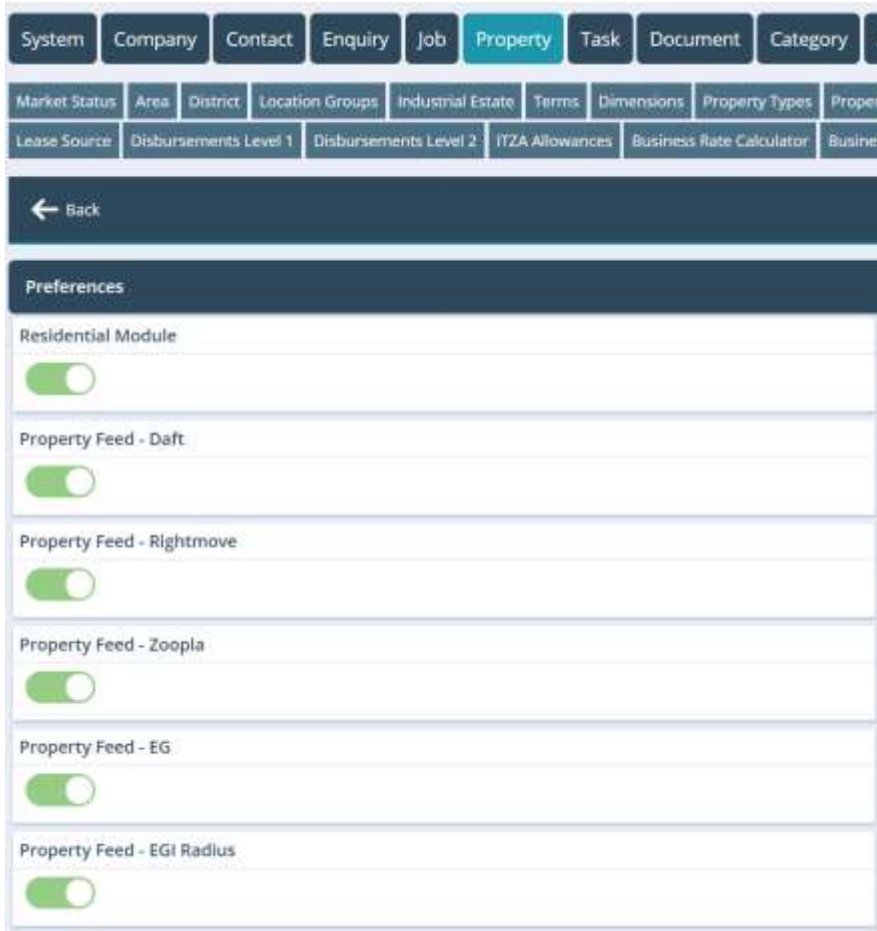 System Company Contact Enquiry Job Property Task Document Category
Market Status Area District Location Groups Industrial Estate Terms Dimensions Property Types
Lease Source Disbursements Level 1 Disbursements Level 2 ITZA Allowances Business Rate Calculator
Back
Preferences
Residential Module
Property Feed - Daft
Property Feed - Rightmove
Property Feed - Zoopla
Property Feed - EG
Property Feed - EGI Radius